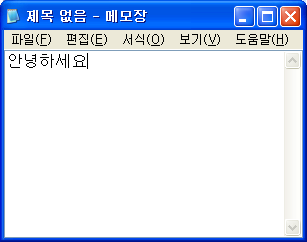 제목 없음 - 메모장
파일(F) 편집(E) 서식(O) 보기(V) 도움말(H)
안녕하세요